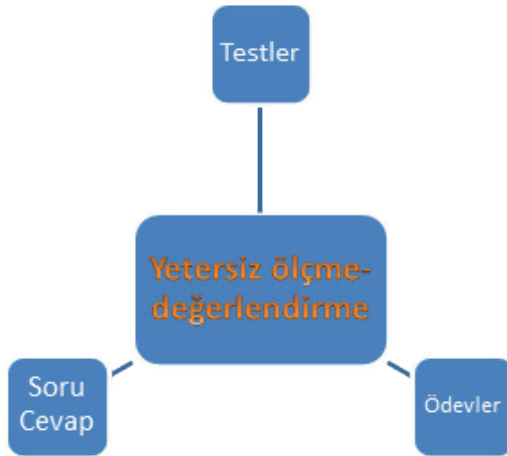 Testler
Yetersiz ölçme-
değerlendirme
Soru
Cevap
Ödevler